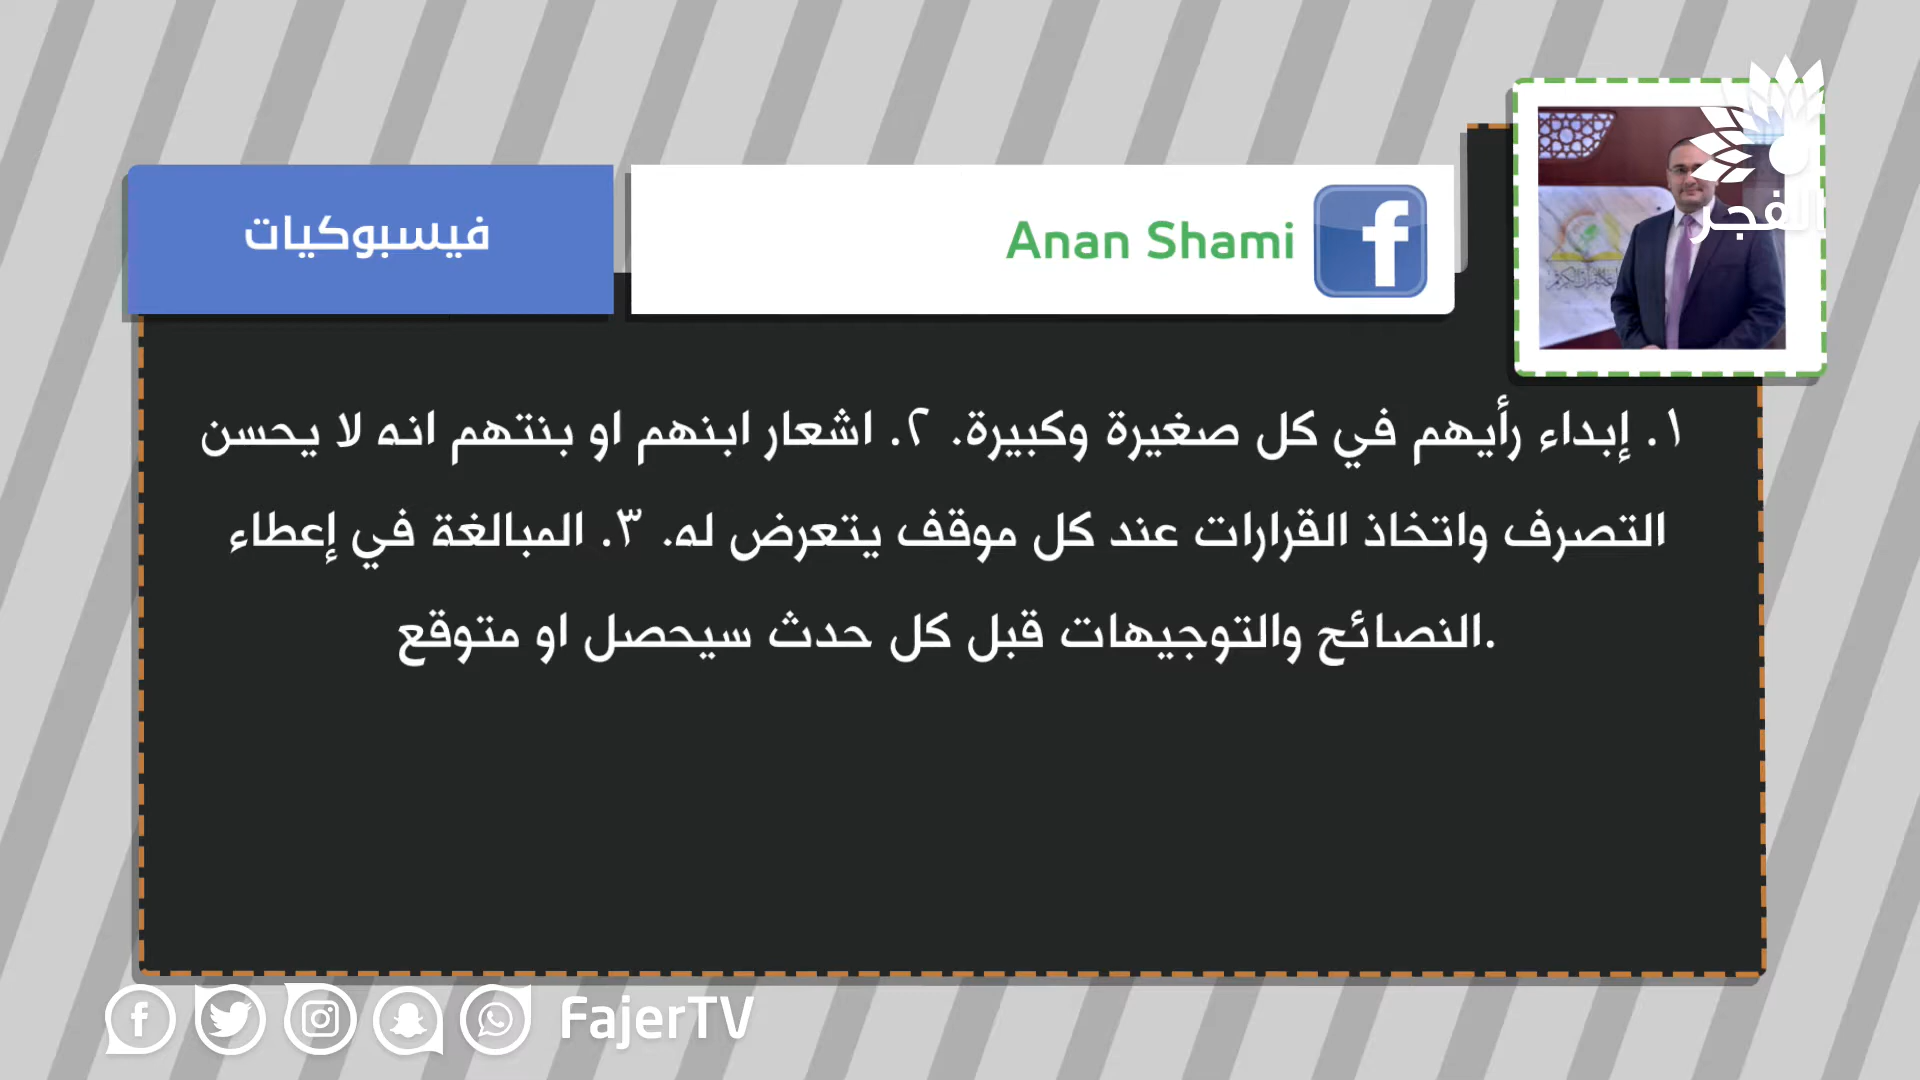 الفجر
Anan Shami
فيسبوكيات
١. إبداء رأيهم في كل صغيرة وكبيرة. ٢. اشعار ابنهم او بنتهم انه لا يحسن
التصرف واتخاذ القرارات عند كل موقف يتعرض له. ٣. المبالغة في إعطاء
.النصائح والتوجيهات قبل كل حدث سيحصل او متوقع
FajerTV